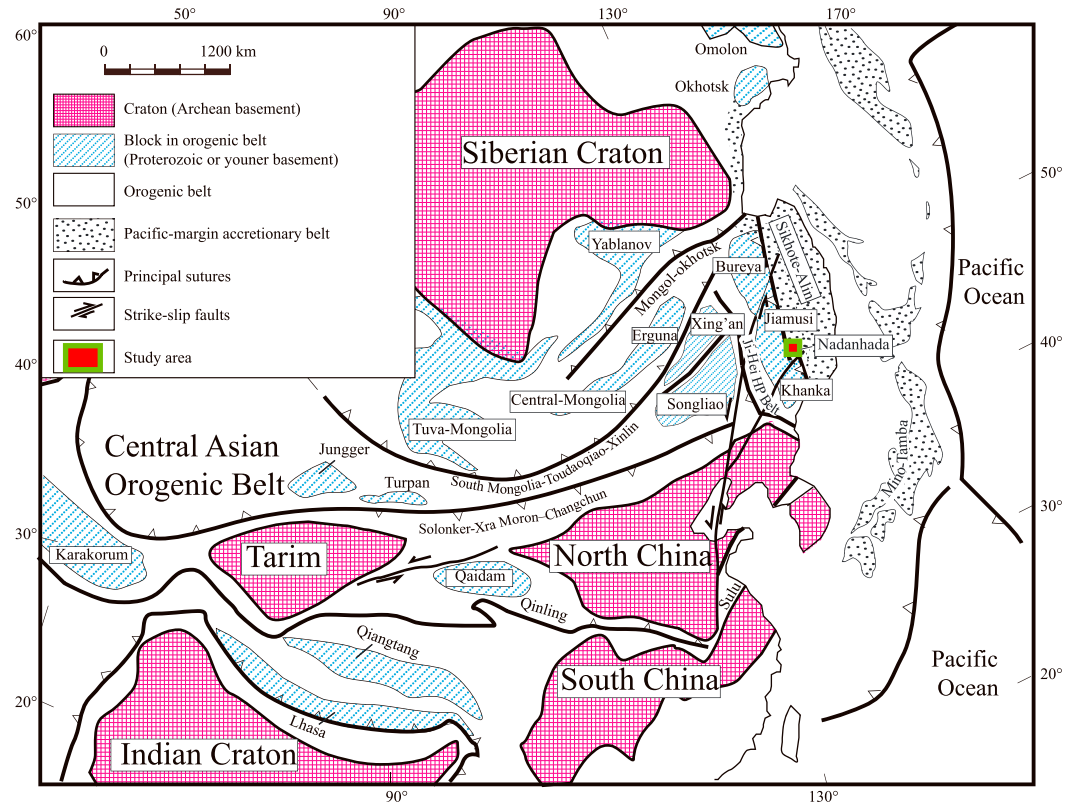 50°
90°
130°
170°
60°
0
1200 km
Omolon
Okhotsk
Craton (Archean basement)
Block in orogenic belt
(Proterozoic or youner basement)
Siberian Craton
50°
50°
Orogenic belt
Pacific-margin accretionary belt
Yablanov
Mongol-okhotsk
Sikhote-Alin
Bureya
Pacific
Ocean
Principal sutures
Strike-slip faults
Study area
Erguna
Xing’an
Jiamusi
Nadanhada
Ji-Hei HP Belt
40°
40°
Central-Mongolia
Songliao
Khanka
Tuva-Mongolia
Central Asian
Orogenic Belt
Jungger
Turpan
South Mongolia-Toudaoqiao-Xinlin
Solonker-Xra Moron–Changchun
Mino-Tamba
30°
30°
Karakorum
Tarim
North China
Qaidam
Qinling
Sulu
Qiangtang
South China
Pacific
Ocean
20°
20°
Lhasa
Indian Craton
90°
130°